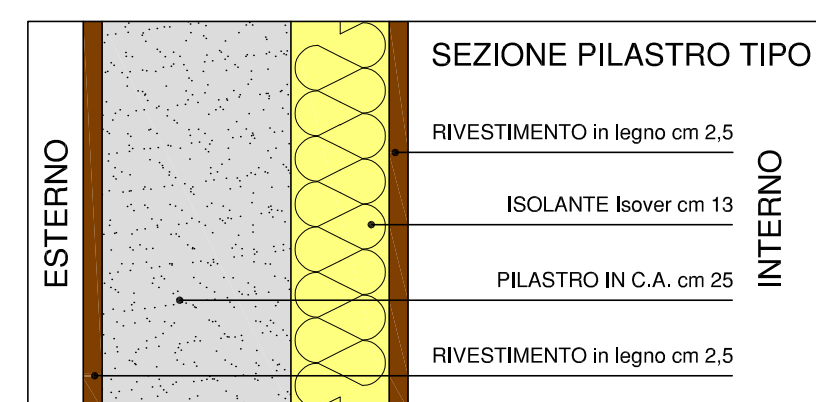 SEZIONE PILASTRO TIPO
ESTERNO
RIVESTIMENTO in legno cm 2,5
ISOLANTE Isover cm 13
PILASTRO IN C.A. cm 25
RIVESTIMENTO in legno cm 2,5
INTERNO